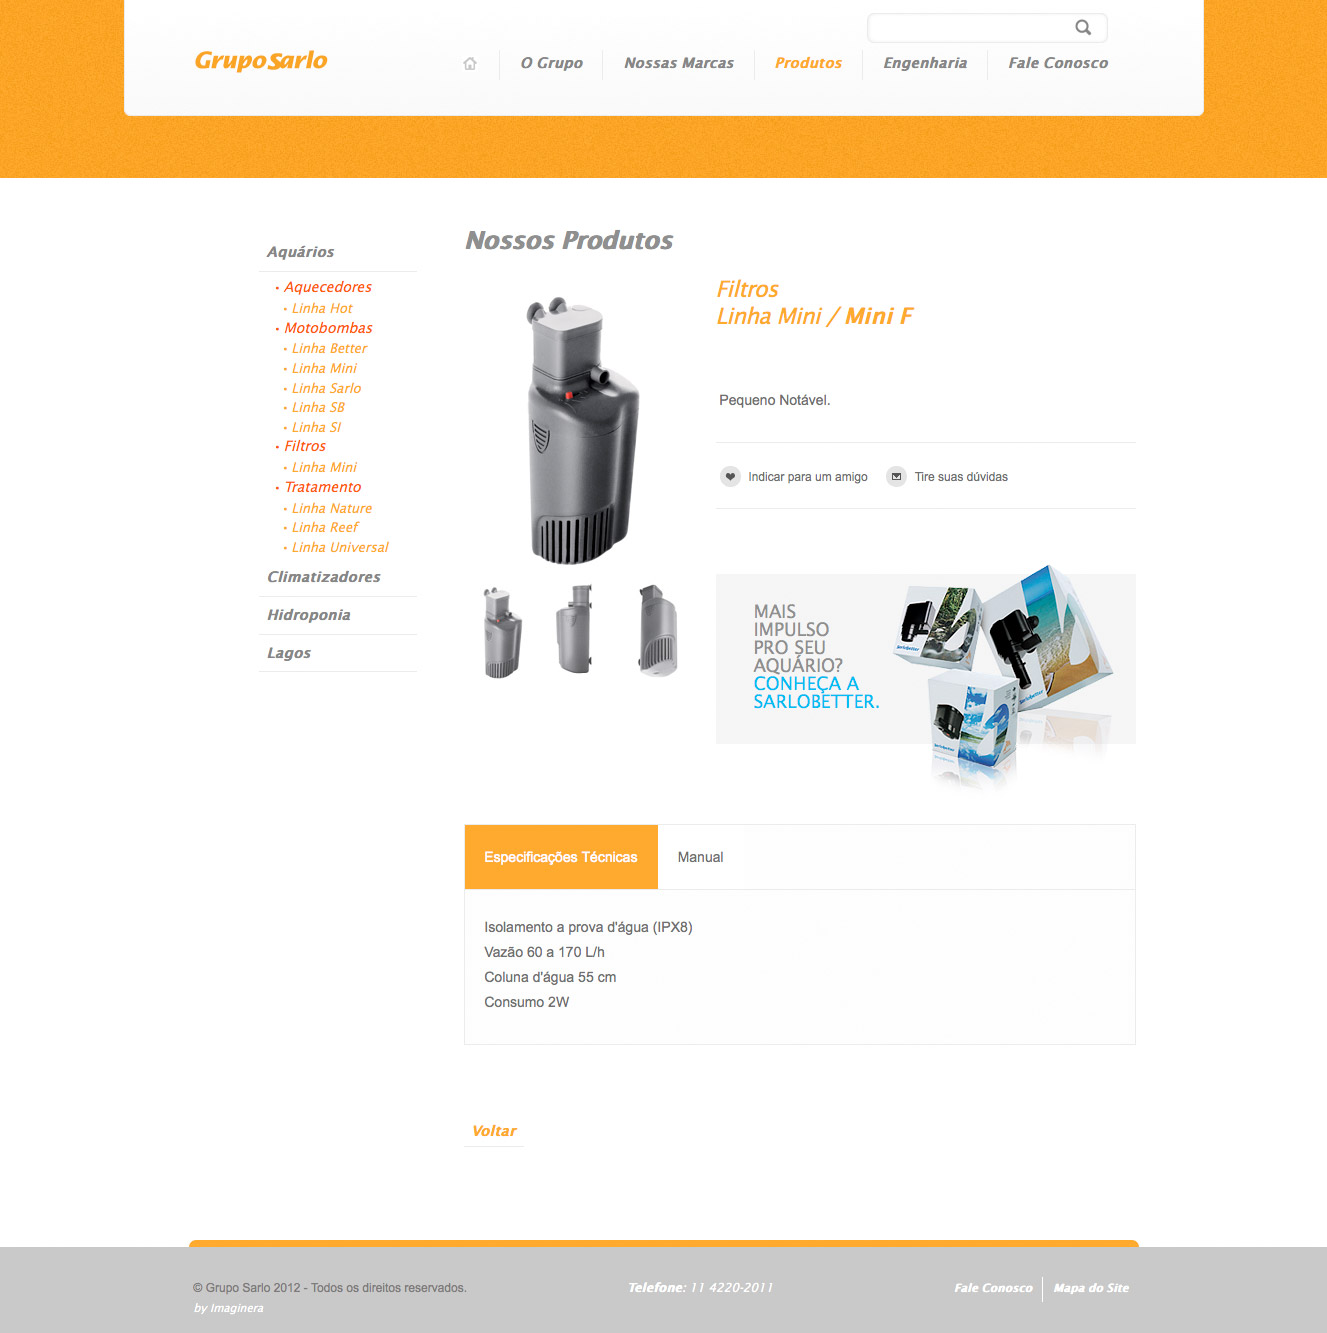 GrupoSarlo
O Grupo
Nossas Marcas
Produtos
Engenharia
Fale Conosco
Aquários
• Aquecedores
• Linha Hot
• Motobombas
• Linha Better
• Linha Mini
• Linha Sarlo
• Linha SB
• Linha SI
• Filtros
• Linha Mini
• Tratamento
• Linha Nature
• Linha Reef
• Linha Universal
Climatizadores
Hidroponia
Lagos
Nossos Produtos
Filtros
Linha Mini / Mini F
Pequeno Notável.
Indicar para um amigo
Tire suas dúvidas
MAIS
IMPULSO
PRO SEU
AQUÁRIO?
CONHEÇA A
SARLOBETTER.
Sarlobetter
Sarlobetter
Sarlobetter
Especificações Técnicas
Manual
Isolamento a prova d'água (IPX8)
Vazão 60 a 170 L/h
Coluna d'água 55 cm
Consumo 2W
Voltar
© Grupo Sarlo 2012 - Todos os direitos reservados.
by Imaginera
Telefone: 11 4220-2011
Fale Conosco
Mapa do Site